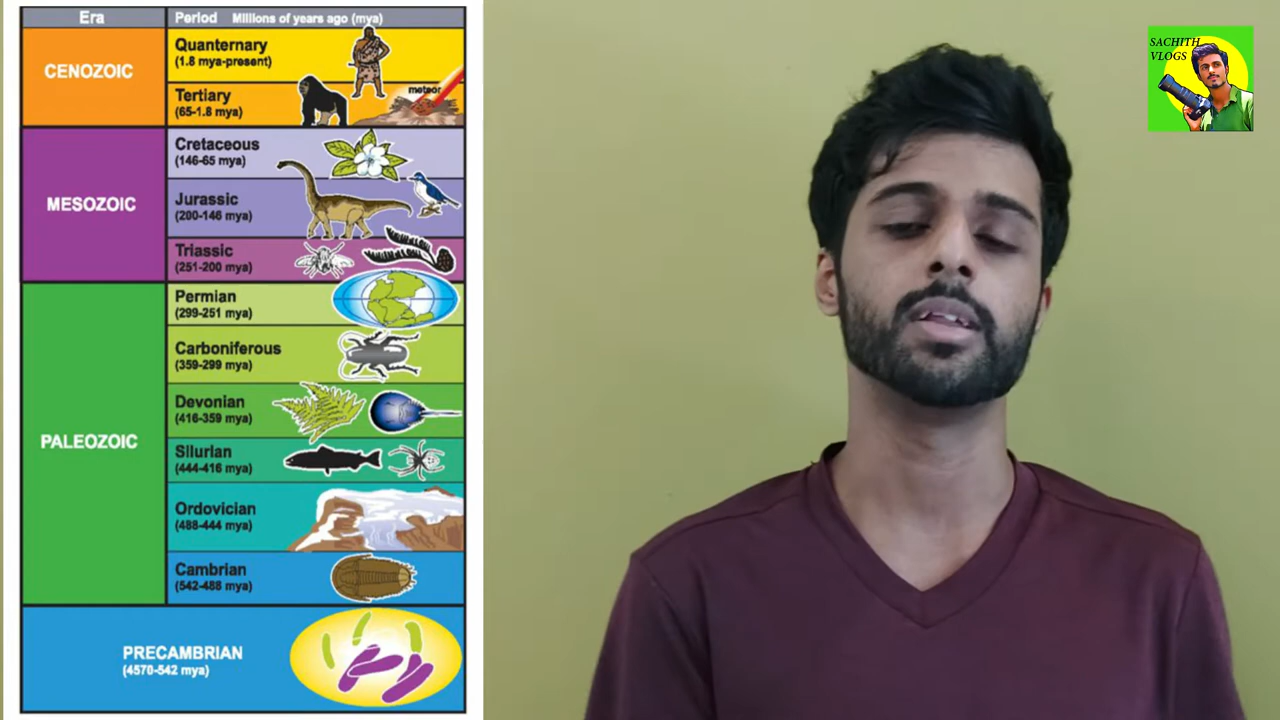 Era
Period Millions of years ago (mya)
CENOZOIC
Quanternary
(1.8 mya-present)
Tertiary
(65-1.8 mya)
meteor
MESOZOIC
Cretaceous
(146-65 mya)
Jurassic
(200-146 mya)
Triassic
(251-200 mya)
PALEOZOIC
Permian
(299-251 mya)
Carboniferous
(359-299 mya)
Devonian
(416-359 mya)
Silurian
(444-416 mya)
Ordovician
(488-444 mya)
Cambrian
(542-488 mya)
PRECAMBRIAN
(4570-542 mya)
SACHITH
VLOGS